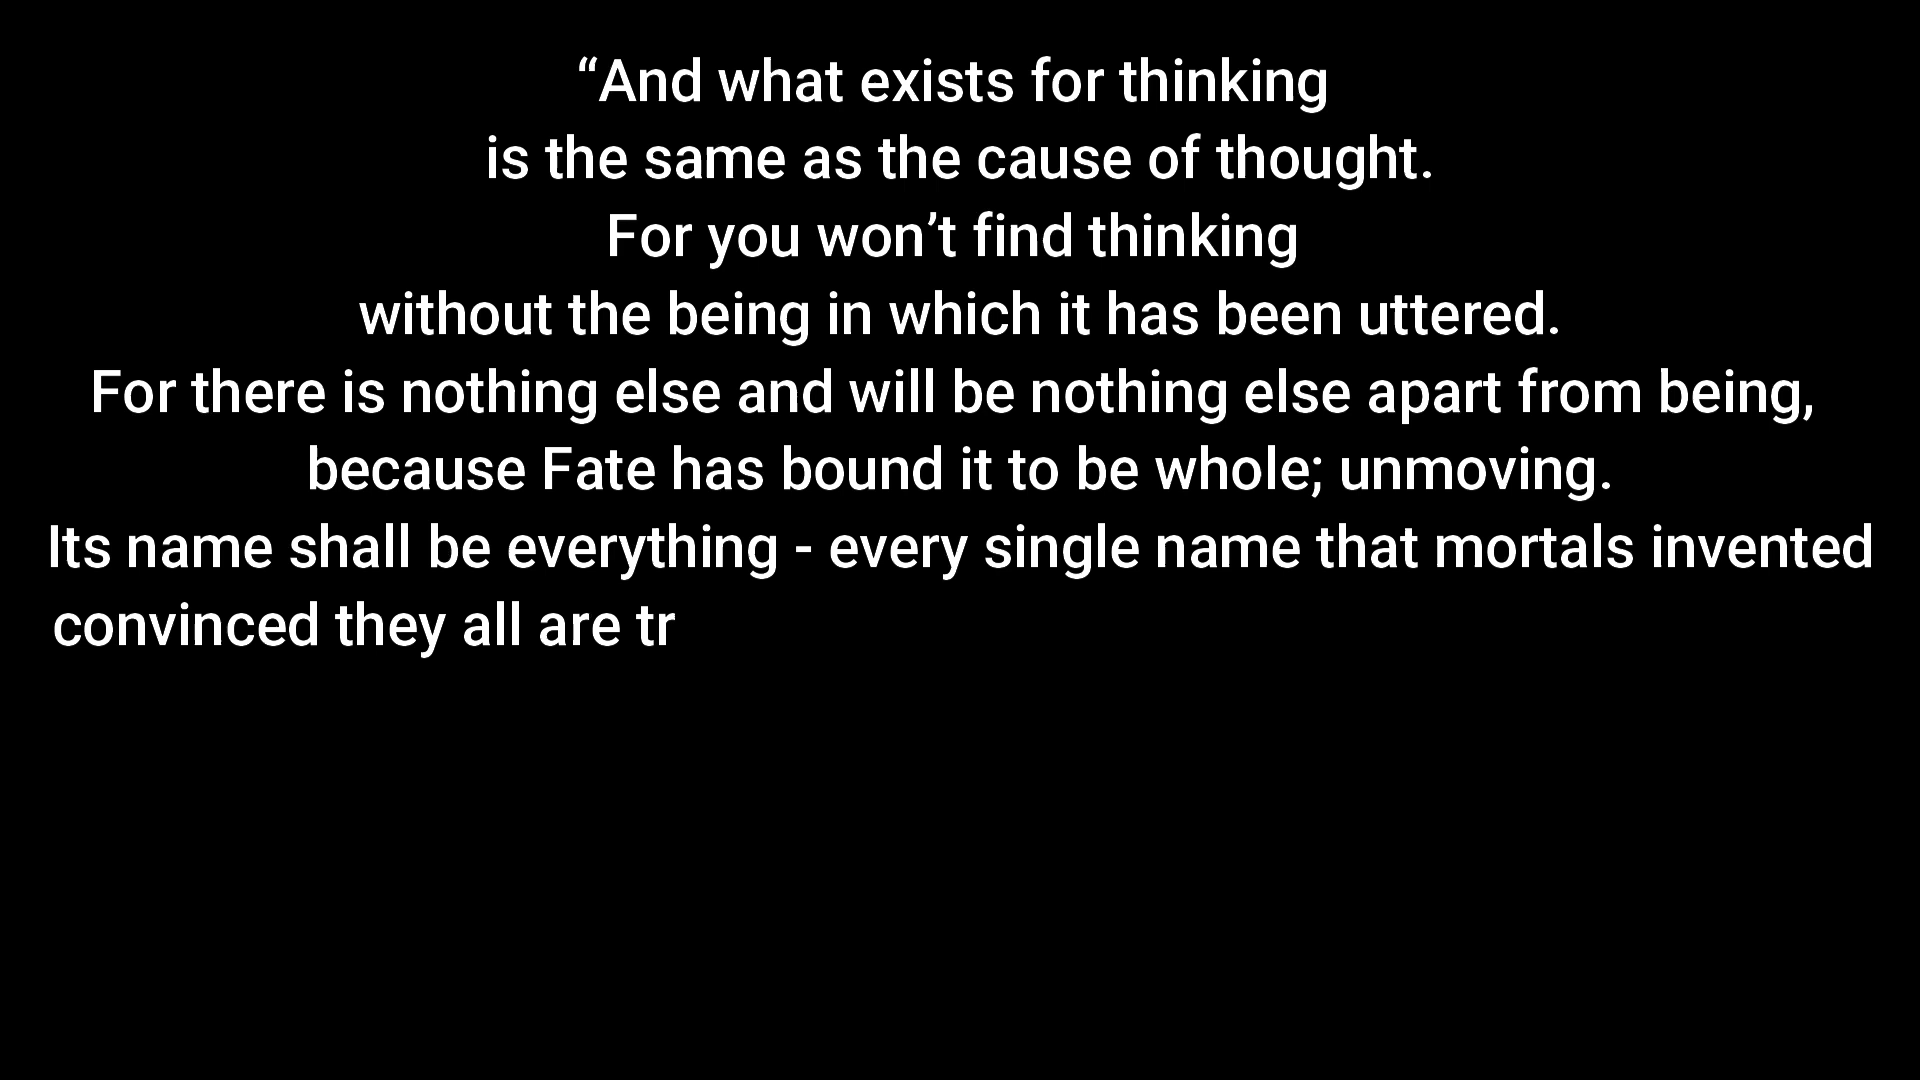 “And what exists for thinking
is the same as the cause of thought.
For you won’t find thinking
without the being in which it has been uttered.
For there is nothing else and will be nothing else apart from being,
because Fate has bound it to be whole; unmoving.
Its name shall be everything - every single name that mortals invented
convinced they all are tr